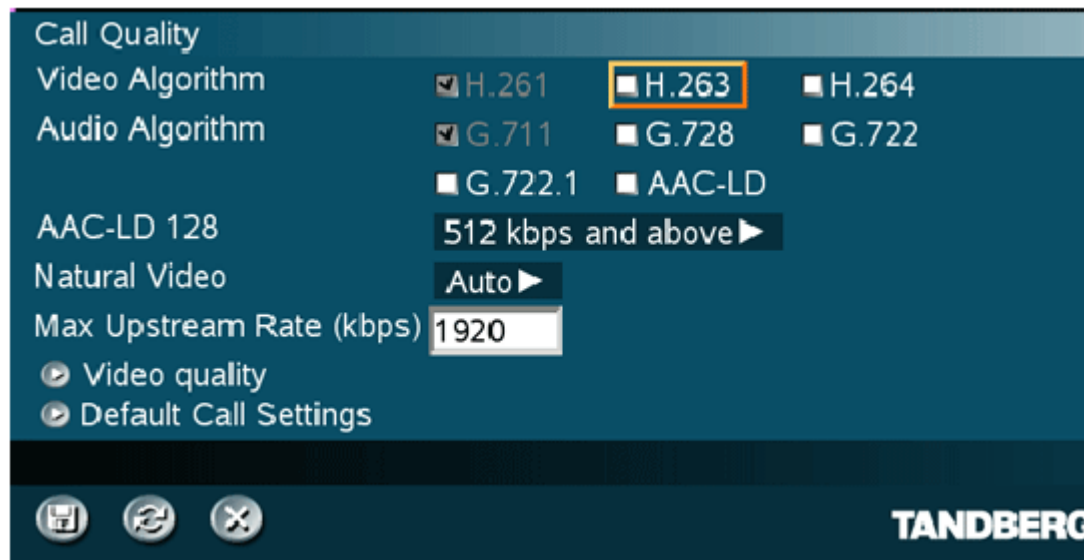 Call Quality
Video Algorithm H.261 H.263 H.264
Audio Algorithm G.711 G.728 G.722
G.722.1 AAC-LD
AAC-LD 128 512 kbps and above
Natural Video Auto
Max Upstream Rate (kbps) 1920
Video quality
Default Call Settings
TANDBERG